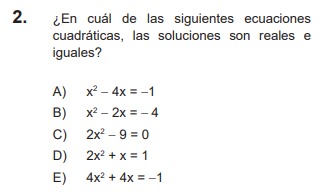 2. ¿En cuál de las siguientes ecuaciones
cuadráticas, las soluciones son reales e
iguales?
A) x² – 4x = –1
B) x² – 2x = – 4
C) 2x² – 9 = 0
D) 2x² + x = 1
E) 4x² + 4x = –1